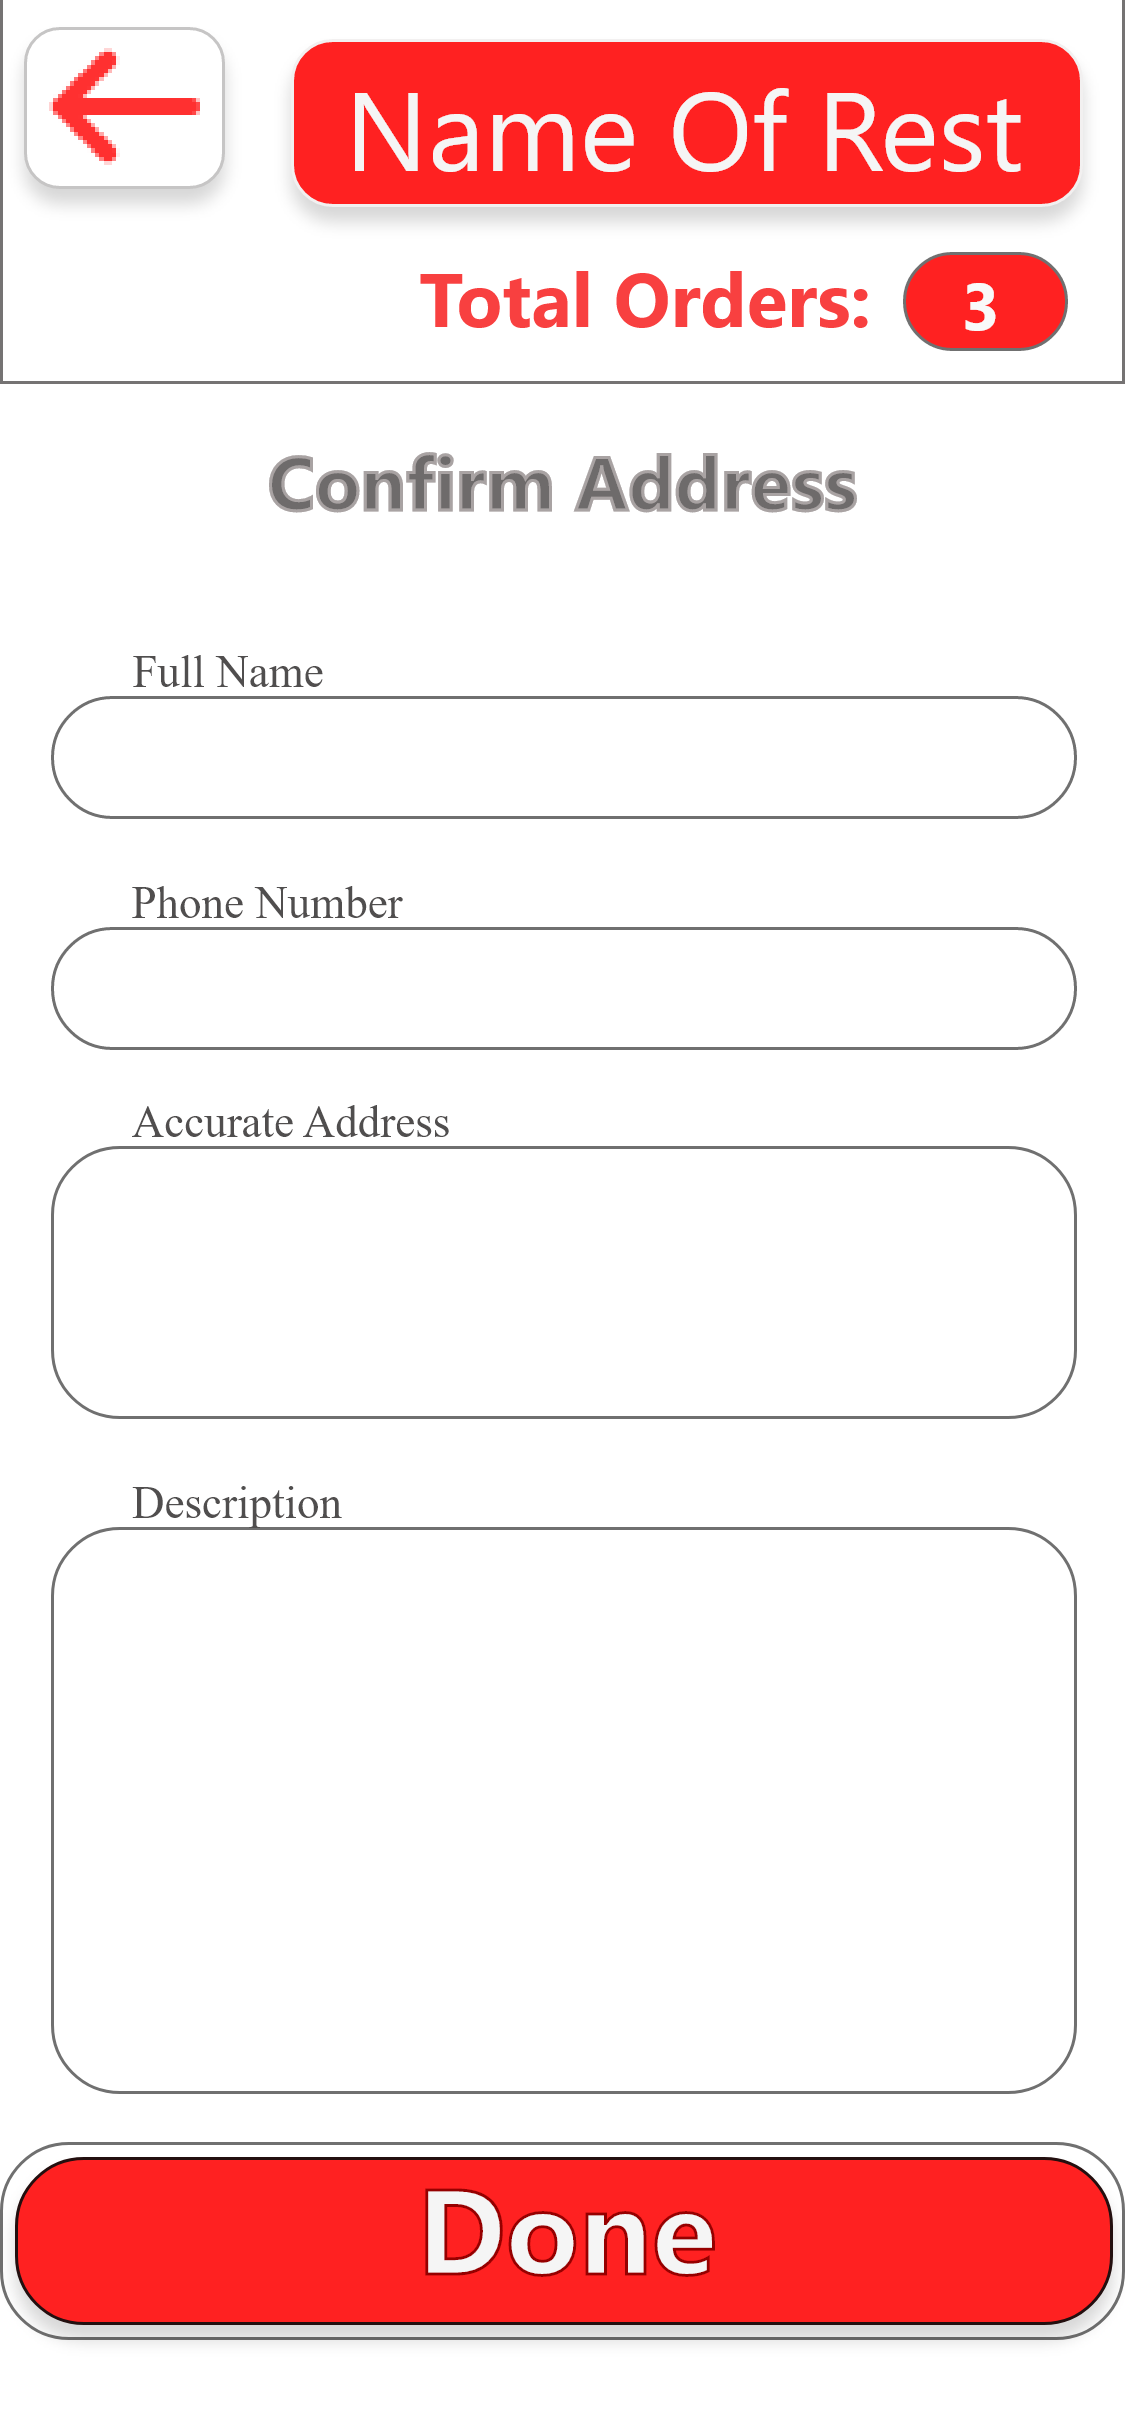 Name Of Rest
Total Orders: 3
Confirm Address
Full Name
Phone Number
Accurate Address
Description
Done